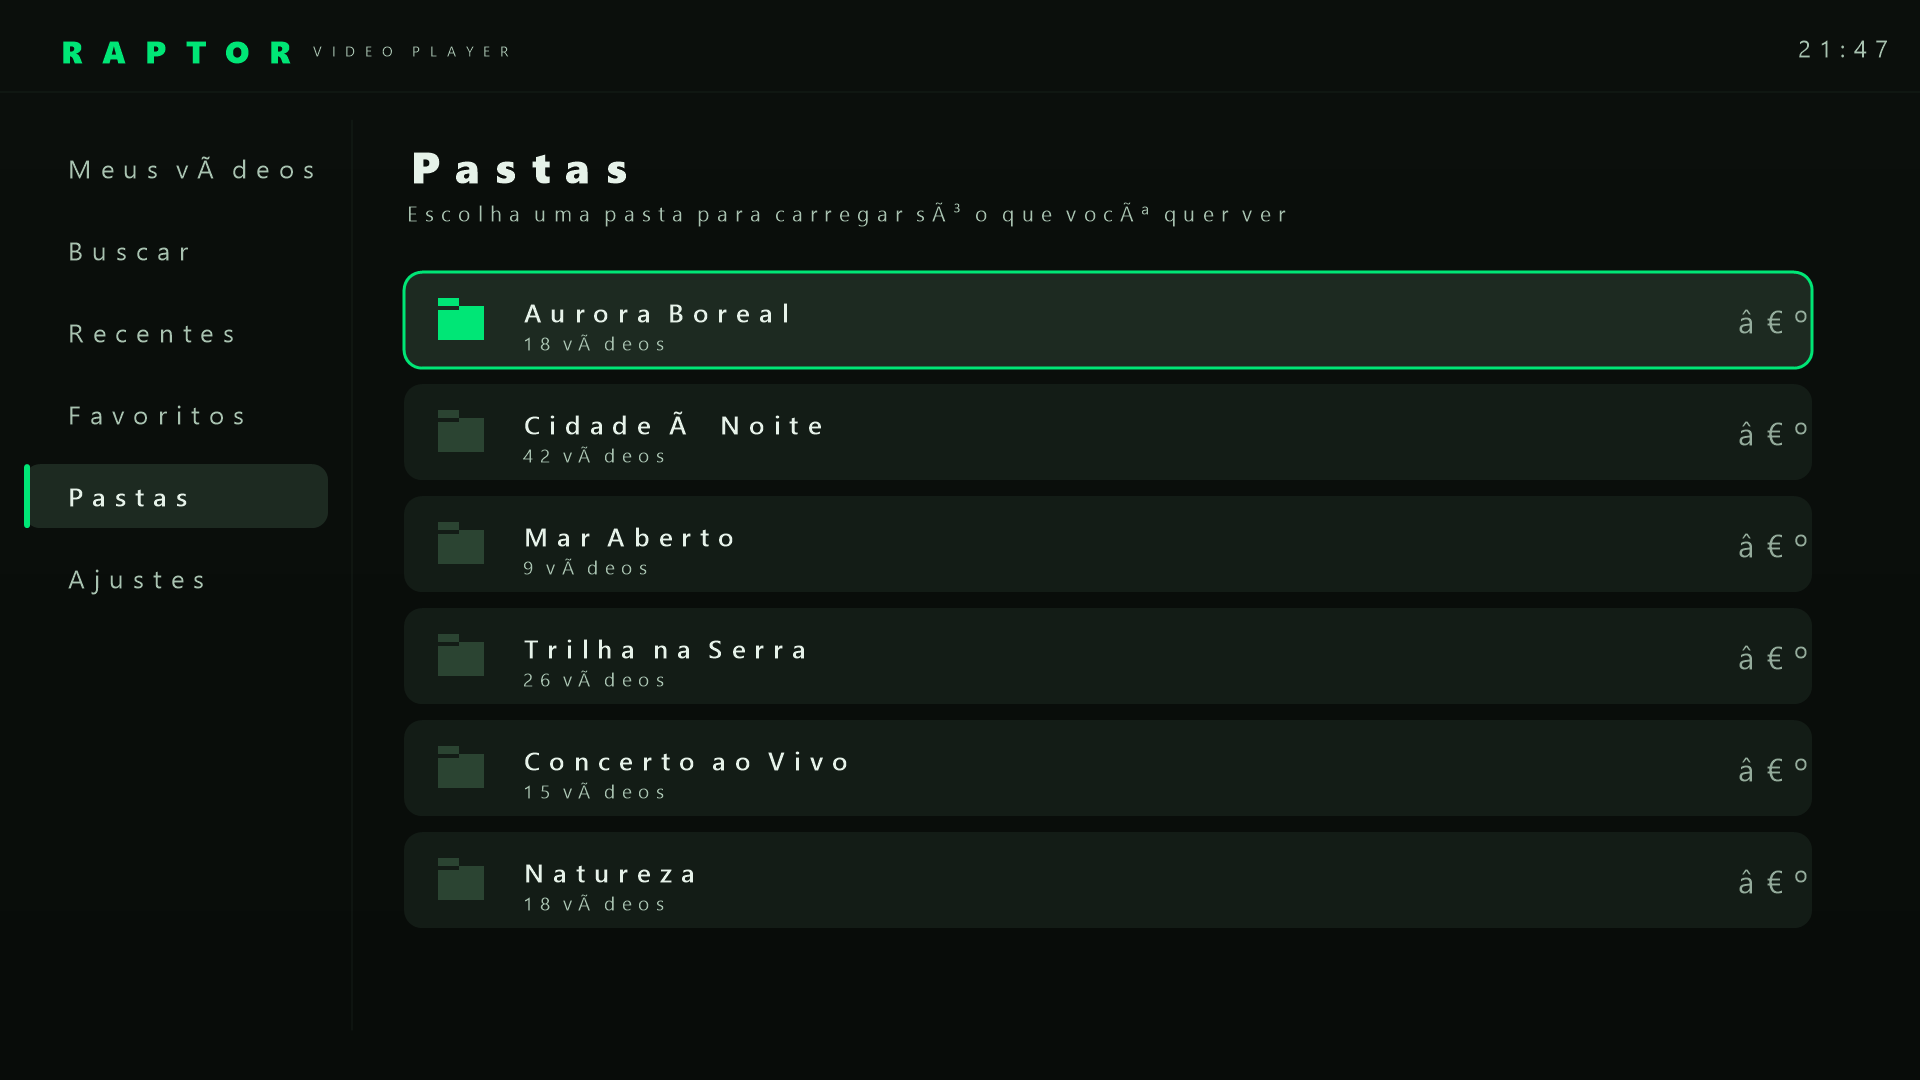 RAPTOR VIDEO PLAYER
21:47
Meus vÃ­deos
Buscar
Recentes
Favoritos
Pastas
Ajustes
Pastas
Escolha uma pasta para carregar sÃ³ o que vocÃª quer ver
Aurora Boreal
18 vÃ­deos
â€º
Cidade Ã  Noite
42 vÃ­deos
â€º
Mar Aberto
9 vÃ­deos
â€º
Trilha na Serra
26 vÃ­deos
â€º
Concerto ao Vivo
15 vÃ­deos
â€º
Natureza
18 vÃ­deos
â€º